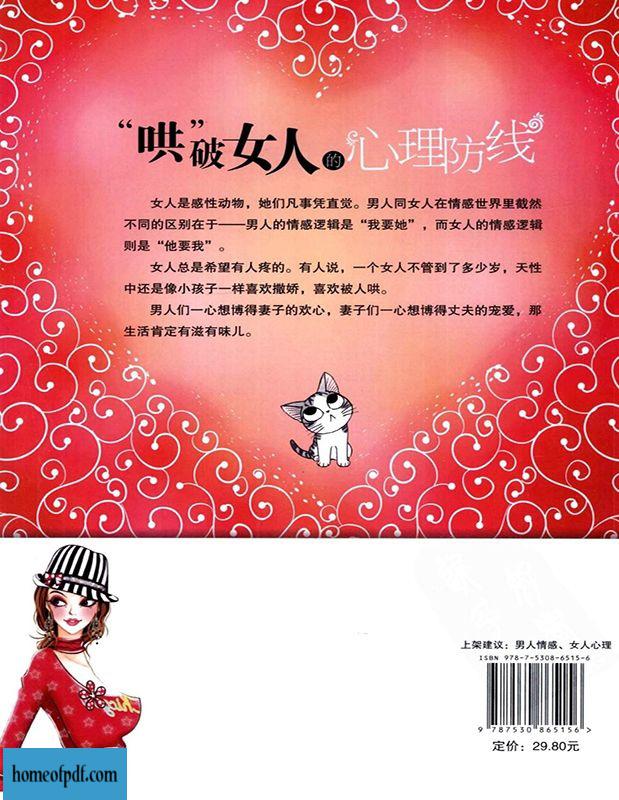 “哄”破女人的心理防线
女人是感性动物，她们凡事凭直觉。男人同女人在情感世界里截然
不同的区别在于——男人的情感逻辑是“我要她”，而女人的情感逻辑
则是“他要我”。
女人总是希望有人疼的。有人说，一个女人不管到了多少岁，天性
中还是像小孩子一样喜欢撒娇，喜欢被人哄。
男人们一心想博得妻子的欢心，妻子们一心想博得丈夫的宠爱，那
生活肯定有滋有味儿。
上架建议：男人情感、女人心理
ISBN 978-7-5308-6515-6
9 787530 865156 >
定价：29.80元
homeofpdf.com